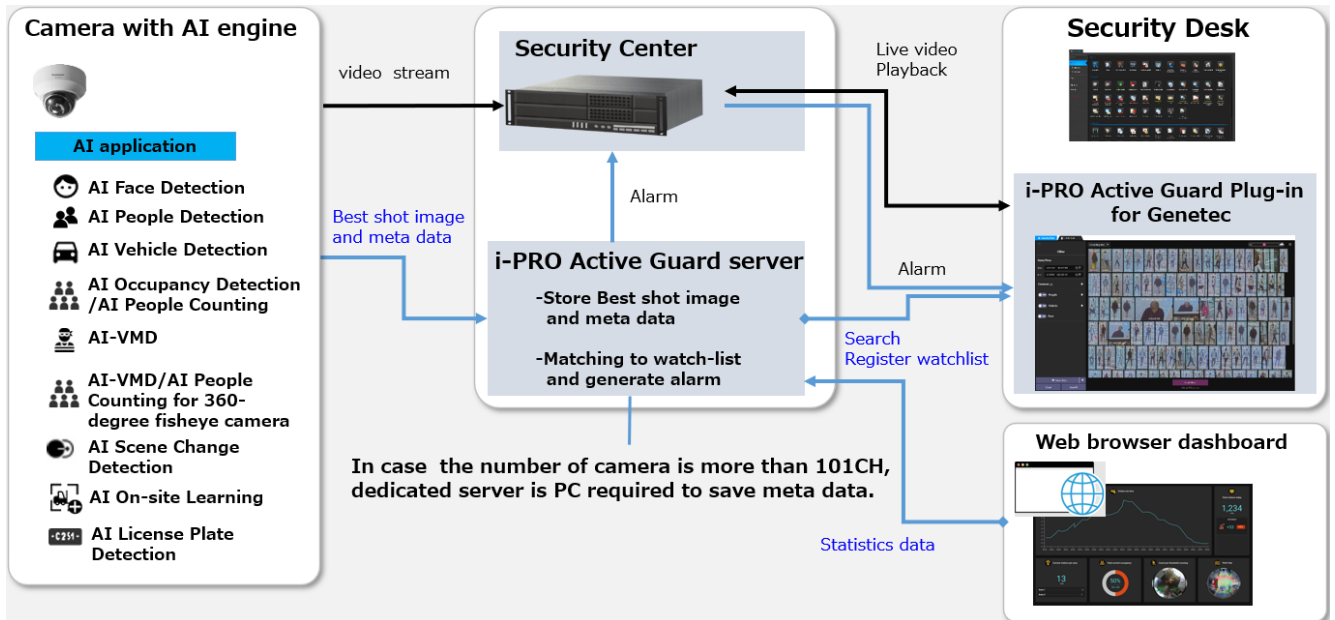 Camera with AI engine
AI application
AI Face Detection
AI People Detection
AI Vehicle Detection
AI Occupancy Detection
/AI People Counting
AI-VMD
AI-VMD/AI People
Counting for 360-
degree fisheye camera
AI Scene Change
Detection
AI On-site Learning
-C251-
AI License Plate
Detection
video stream
Best shot image
and meta data
Security Center
Alarm
i-PRO Active Guard server
-Store Best shot image
and meta data
-Matching to watch-list
and generate alarm
In case the number of camera is more than 101CH,
dedicated server is PC required to save meta data.
Live video
Playback
Alarm
Search
Register watchlist
Statistics data
Security Desk
i-PRO Active Guard Plug-in
for Genetec
Web browser dashboard
1,234
13
50%